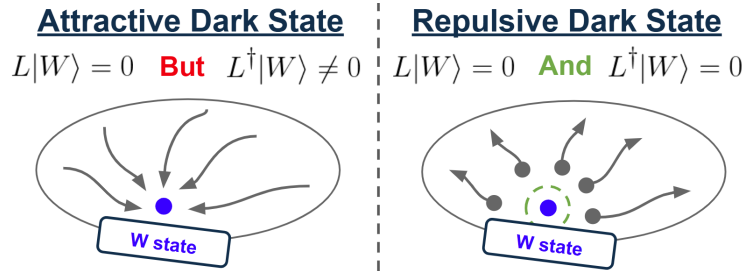 Attractive Dark State
L|W⟩ = 0 But L†|W⟩ ≠ 0
W state
Repulsive Dark State
L|W⟩ = 0 And L†|W⟩ = 0
W state